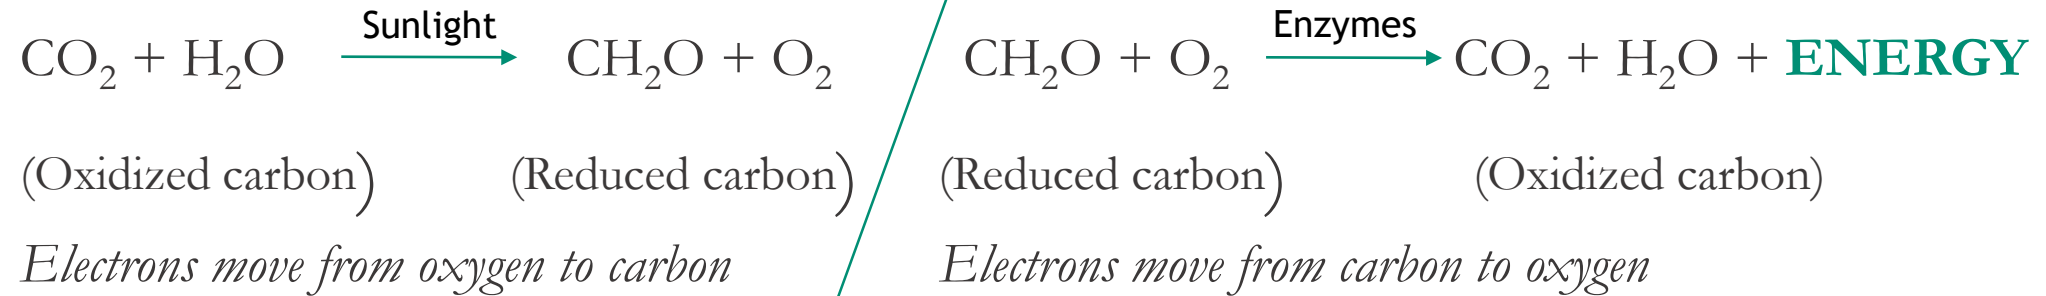 Sunlight
CO₂ + H₂O → CH₂O + O₂
(Oxidized carbon) (Reduced carbon)
Electrons move from oxygen to carbon
Enzymes
CH₂O + O₂ → CO₂ + H₂O + ENERGY
(Reduced carbon) (Oxidized carbon)
Electrons move from carbon to oxygen